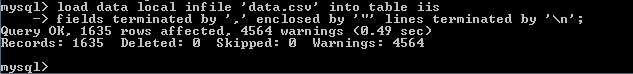 mysql> load data local infile 'data.csv' into table iis
    -> fields terminated by ',' enclosed by '"' lines terminated by '\n';
Query OK, 1635 rows affected, 4564 warnings (0.49 sec)
Records: 1635  Deleted: 0  Skipped: 0  Warnings: 4564
mysql>